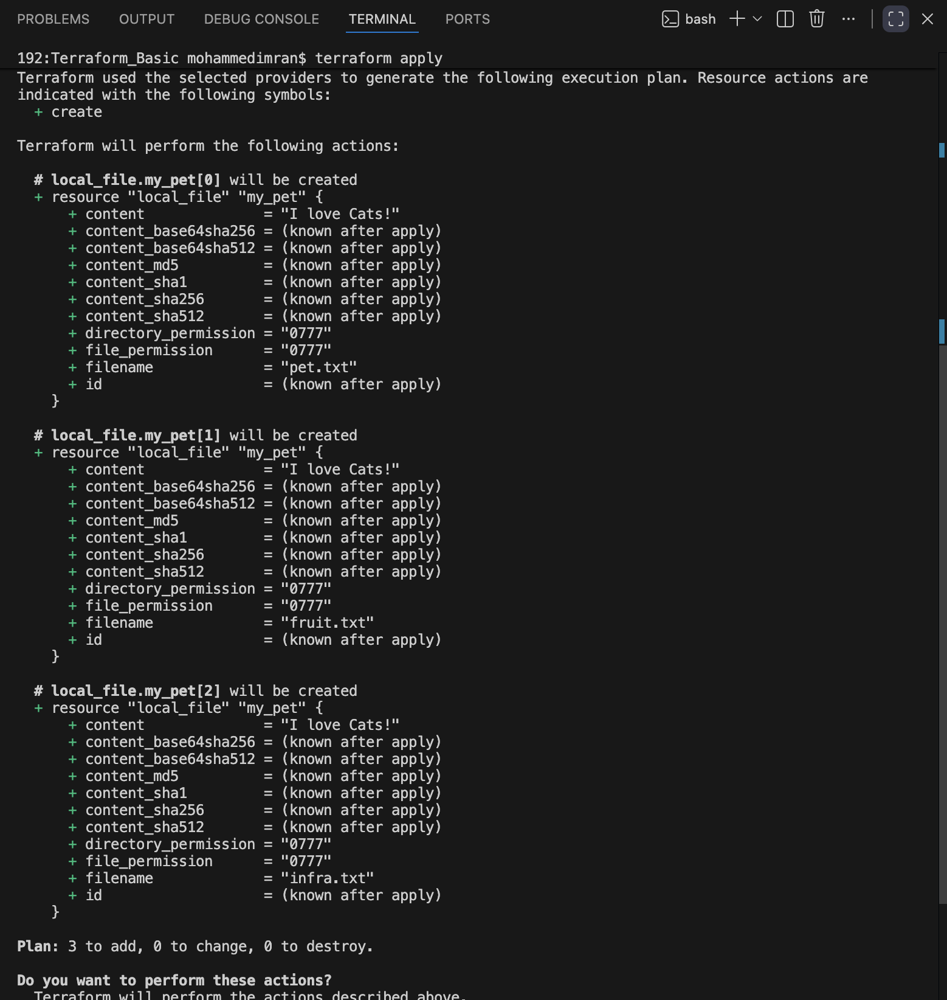 PROBLEMS OUTPUT DEBUG CONSOLE TERMINAL PORTS bash
192:Terraform_Basic mohammedimran$ terraform apply
Terraform used the selected providers to generate the following execution plan. Resource actions are
indicated with the following symbols:
  + create

Terraform will perform the following actions:

  # local_file.my_pet[0] will be created
  + resource "local_file" "my_pet" {
      + content              = "I love Cats!"
      + content_base64sha256 = (known after apply)
      + content_base64sha512 = (known after apply)
      + content_md5          = (known after apply)
      + content_sha1         = (known after apply)
      + content_sha256       = (known after apply)
      + content_sha512       = (known after apply)
      + directory_permission = "0777"
      + file_permission      = "0777"
      + filename             = "pet.txt"
      + id                   = (known after apply)
    }

  # local_file.my_pet[1] will be created
  + resource "local_file" "my_pet" {
      + content              = "I love Cats!"
      + content_base64sha256 = (known after apply)
      + content_base64sha512 = (known after apply)
      + content_md5          = (known after apply)
      + content_sha1         = (known after apply)
      + content_sha256       = (known after apply)
      + content_sha512       = (known after apply)
      + directory_permission = "0777"
      + file_permission      = "0777"
      + filename             = "fruit.txt"
      + id                   = (known after apply)
    }

  # local_file.my_pet[2] will be created
  + resource "local_file" "my_pet" {
      + content              = "I love Cats!"
      + content_base64sha256 = (known after apply)
      + content_base64sha512 = (known after apply)
      + content_md5          = (known after apply)
      + content_sha1         = (known after apply)
      + content_sha256       = (known after apply)
      + content_sha512       = (known after apply)
      + directory_permission = "0777"
      + file_permission      = "0777"
      + filename             = "infra.txt"
      + id                   = (known after apply)
    }

Plan: 3 to add, 0 to change, 0 to destroy.

Do you want to perform these actions?
  Terraform will perform the actions described above.